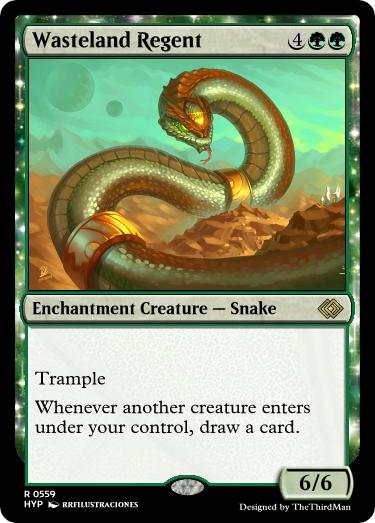 Wasteland Regent 4
Enchantment Creature — Snake
Trample
Whenever another creature enters
under your control, draw a card.
6/6
R 0559
HYP RRFILUSTRACIONES
Designed by TheThirdMan